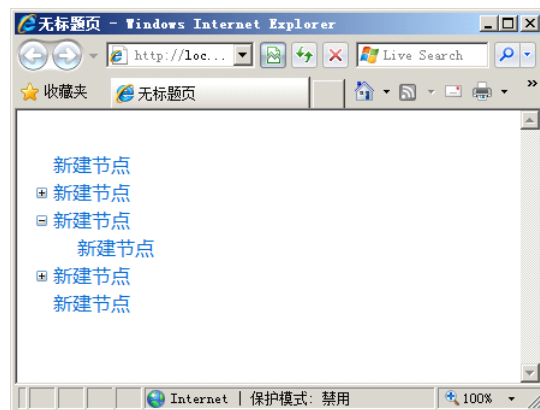 无标题页 - Windows Internet Explorer
http://loc... Live Search
收藏夹 无标题页 »
新建节点
新建节点
新建节点
新建节点
新建节点
新建节点
Internet | 保护模式: 禁用 100%